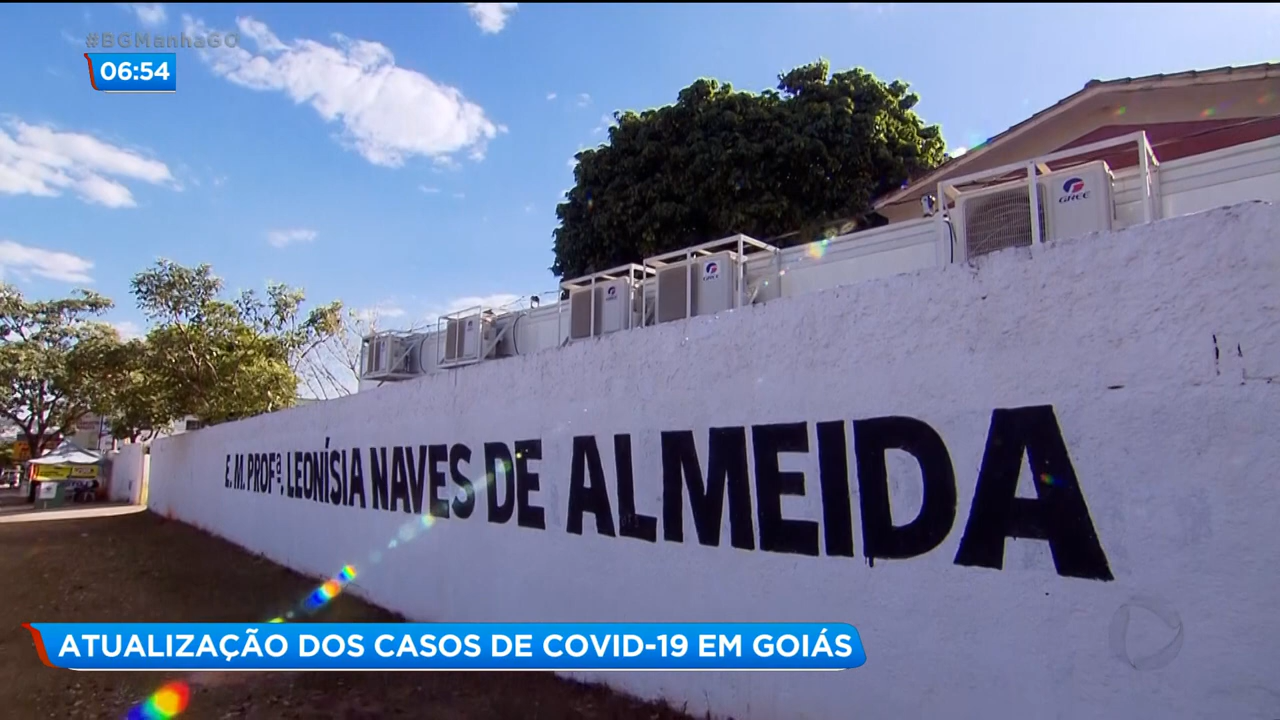 #BGManhaGO
06:54
GREE
GREE
E. M. PROFª. LEONÍSIA NAVES DE ALMEIDA
ATUALIZAÇÃO DOS CASOS DE COVID-19 EM GOIÁS